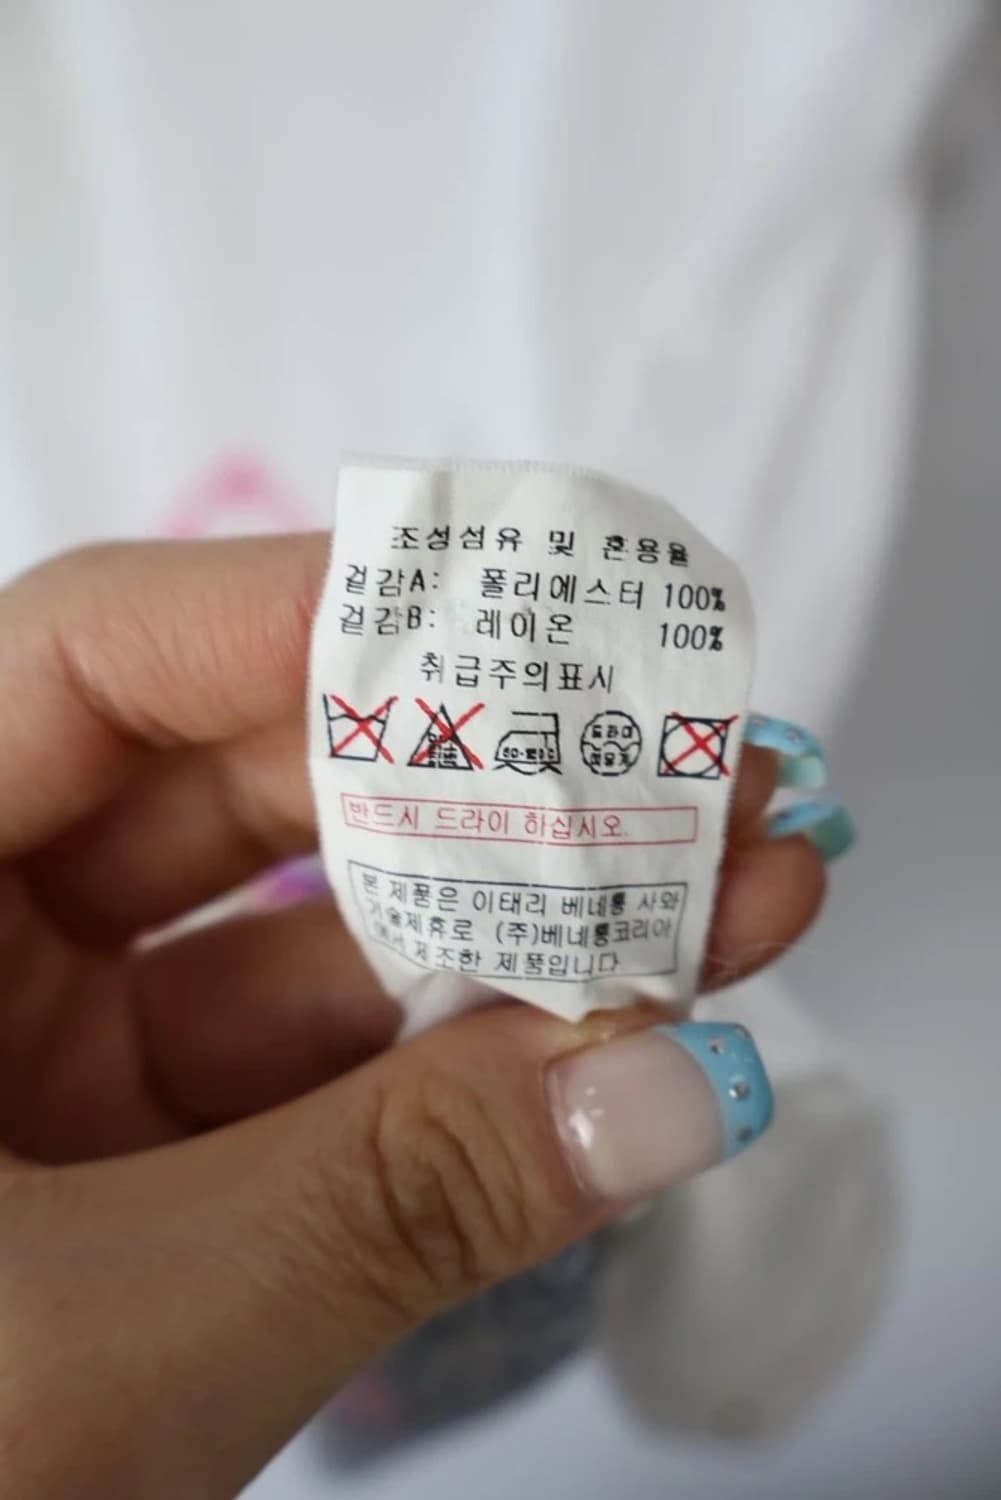 조성섬유 및 혼용율
겉감A: 폴리에스터 100%
겉감B: 레이온 100%
취급주의표시
드라이
반드시 드라이 하십시오.
본 제품은 이태리 베네통 사와
기술제휴로 (주)베네통코리아
에서 제조한 제품입니다.